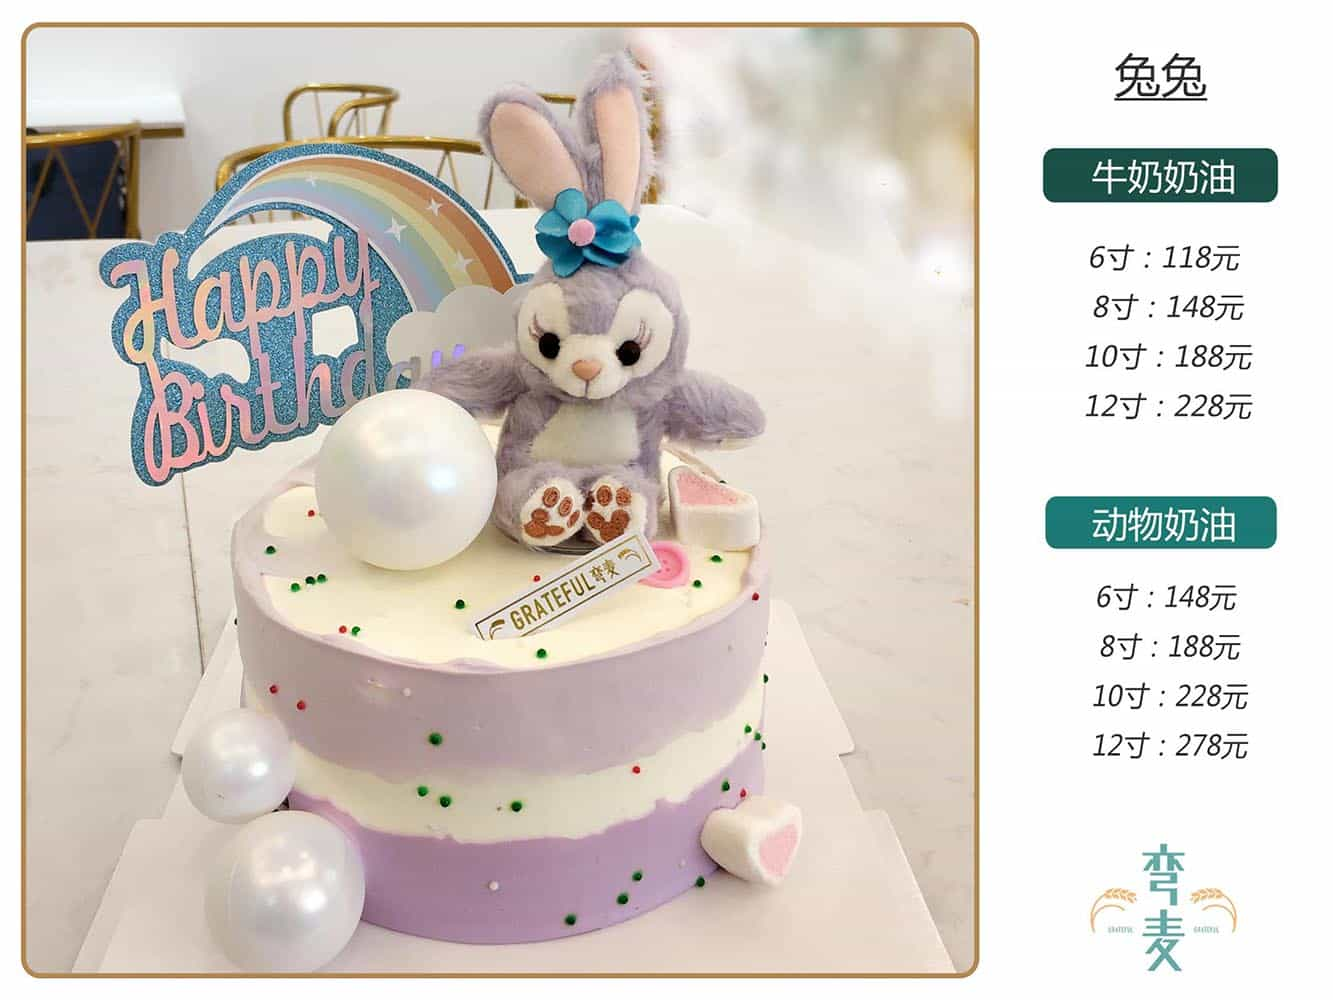 Happy
Birthday
GRATEFUL 弯麦
兔兔
牛奶奶油
6寸：118元
8寸：148元
10寸：188元
12寸：228元
动物奶油
6寸：148元
8寸：188元
10寸：228元
12寸：278元
弯麦
GRATEFUL GRATEFUL